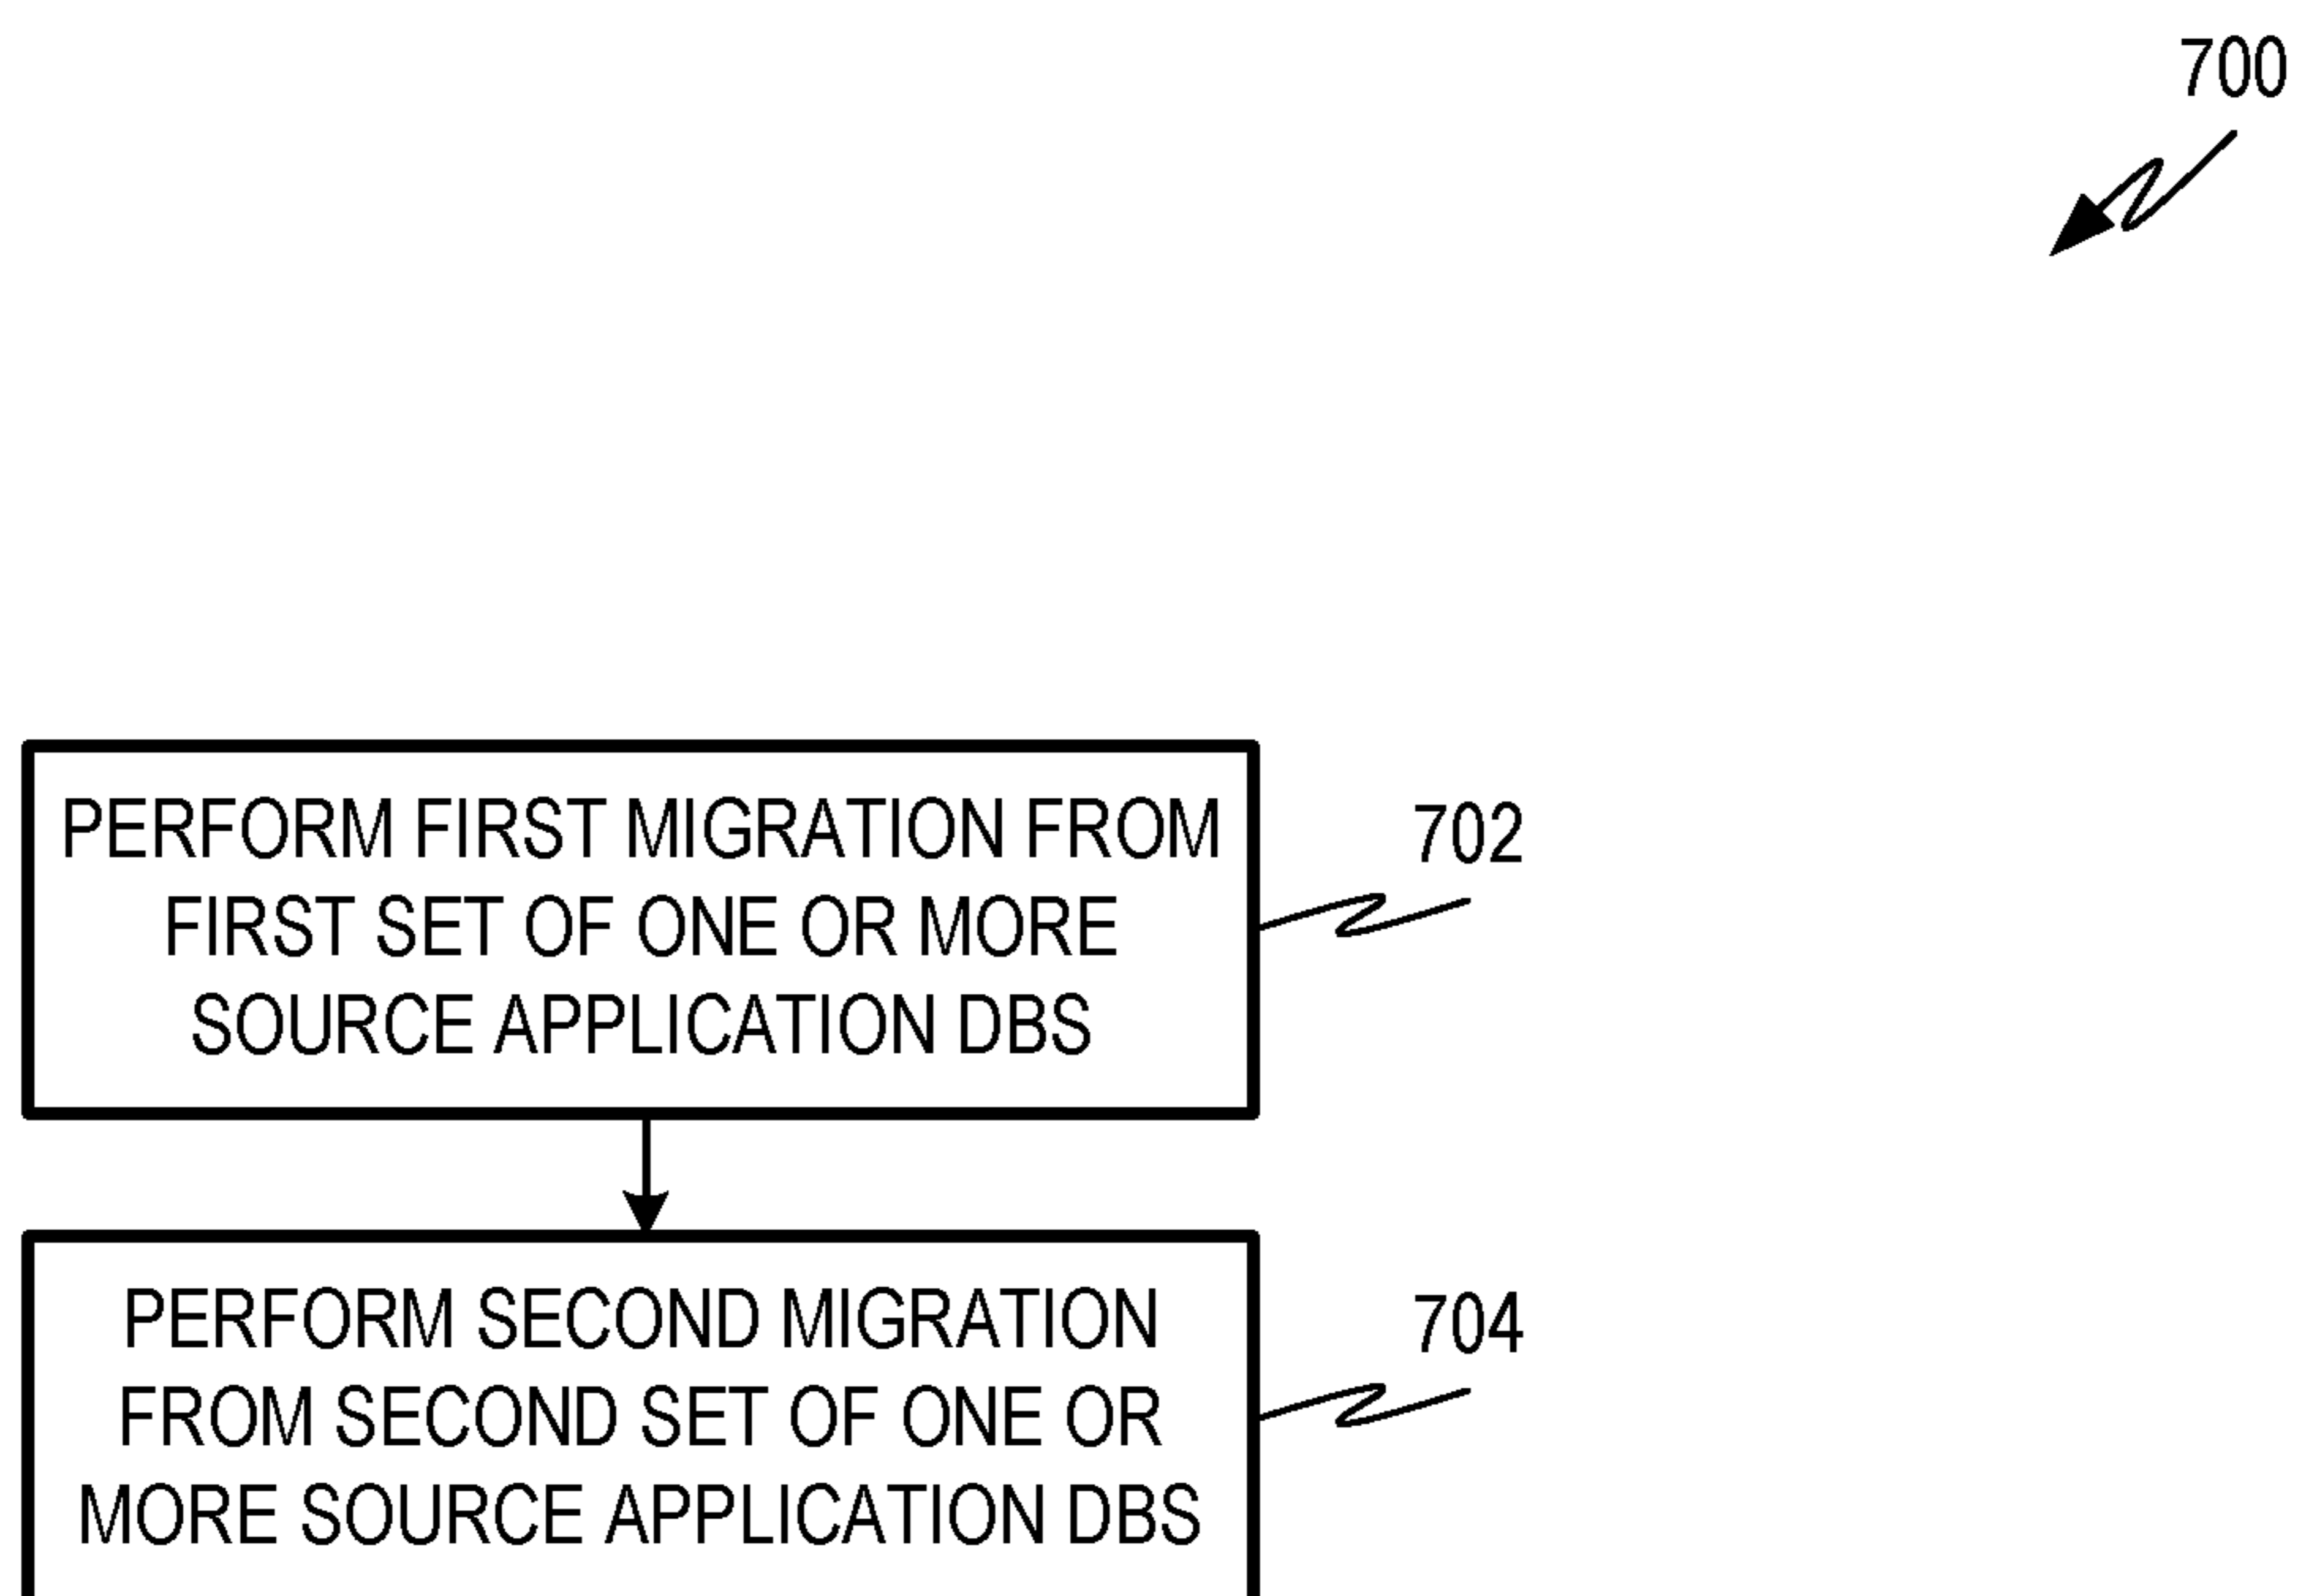 700
PERFORM FIRST MIGRATION FROM
FIRST SET OF ONE OR MORE
SOURCE APPLICATION DBS
702
PERFORM SECOND MIGRATION
FROM SECOND SET OF ONE OR
MORE SOURCE APPLICATION DBS
704